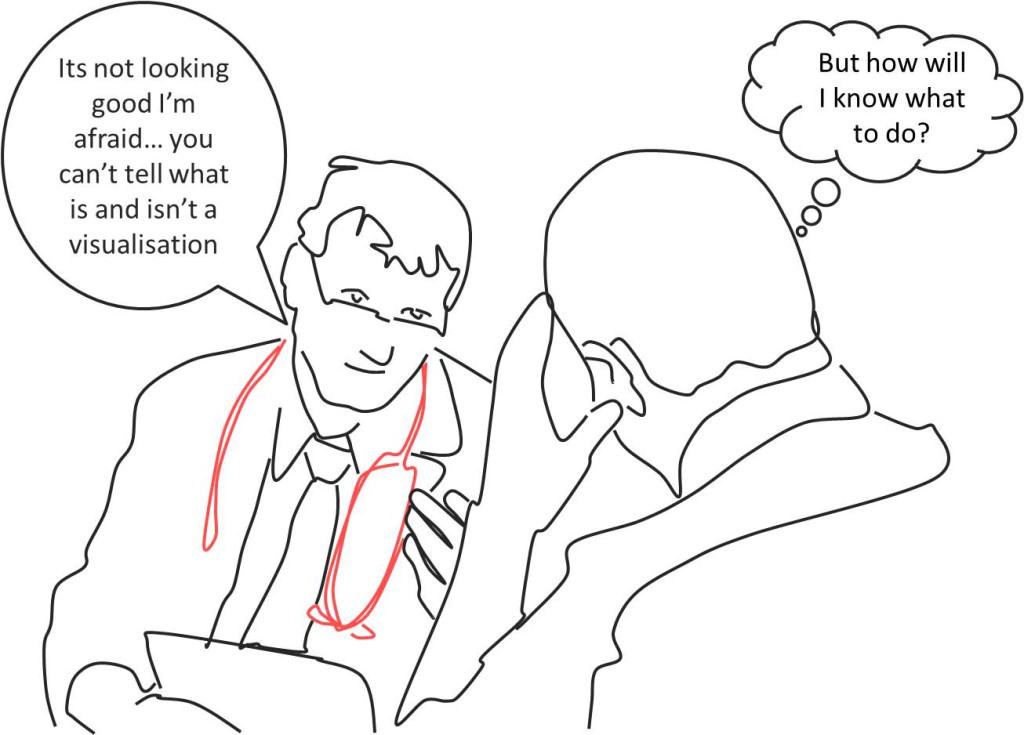 Its not looking
good I'm
afraid... you
can't tell what
is and isn't a
visualisation
But how will
I know what
to do?